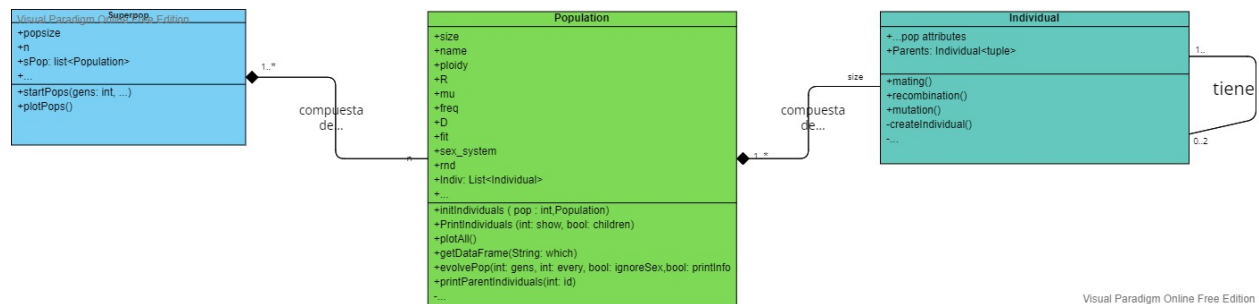 Visual Paradigm Online Free Edition
Superpop
+popsize
+n
+sPop: list<Population>
+...
+startPops(gens: int, ...)
+plotPops()
1..*
compuesta
de...
n
Population
+size
+name
+ploidy
+R
+mu
+freq
+D
+fit
+sex_system
+rnd
+Indiv: List<Individual>
+...
+initIndividuals ( pop : int,Population)
+PrintIndividuals (int: show, bool: children)
+plotAll()
+getDataFrame(String: which)
+evolvePop(int: gens, int: every, bool: ignoreSex,bool: printInfo
+printParentIndividuals(int: id)
-...
1..*
compuesta
de...
size
Individual
+...pop attributes
+Parents: Individual<tuple>
+mating()
+recombination()
+mutation()
-createIndividual()
-...
1..
tiene
0..2
Visual Paradigm Online Free Edition